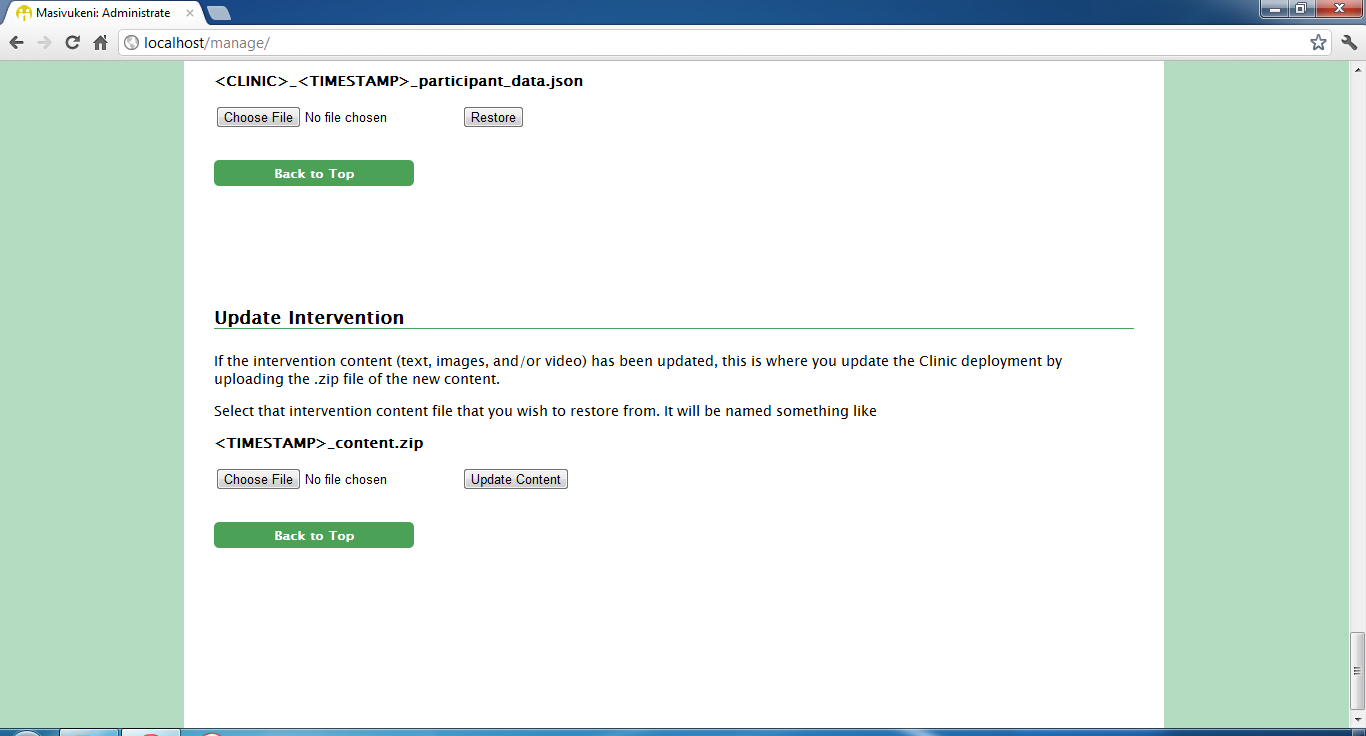 Masivukeni: Administrate
localhost/manage/
<CLINIC>_<TIMESTAMP>_participant_data.json
Choose File No file chosen Restore
Back to Top
Update Intervention
If the intervention content (text, images, and/or video) has been updated, this is where you update the Clinic deployment by
uploading the .zip file of the new content.
Select that intervention content file that you wish to restore from. It will be named something like
<TIMESTAMP>_content.zip
Choose File No file chosen Update Content
Back to Top